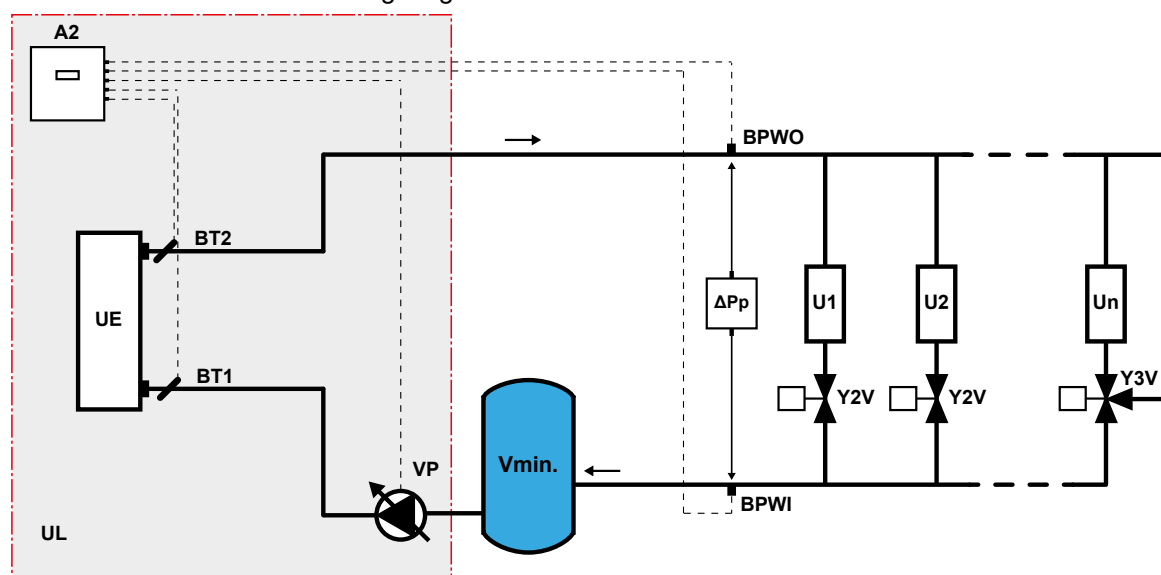 A2
BPWO
BT2
UE
ΔPp
U1
U2
Un
BT1
Y2V
Y2V
Y3V
VP
Vmin.
BPWI
UL